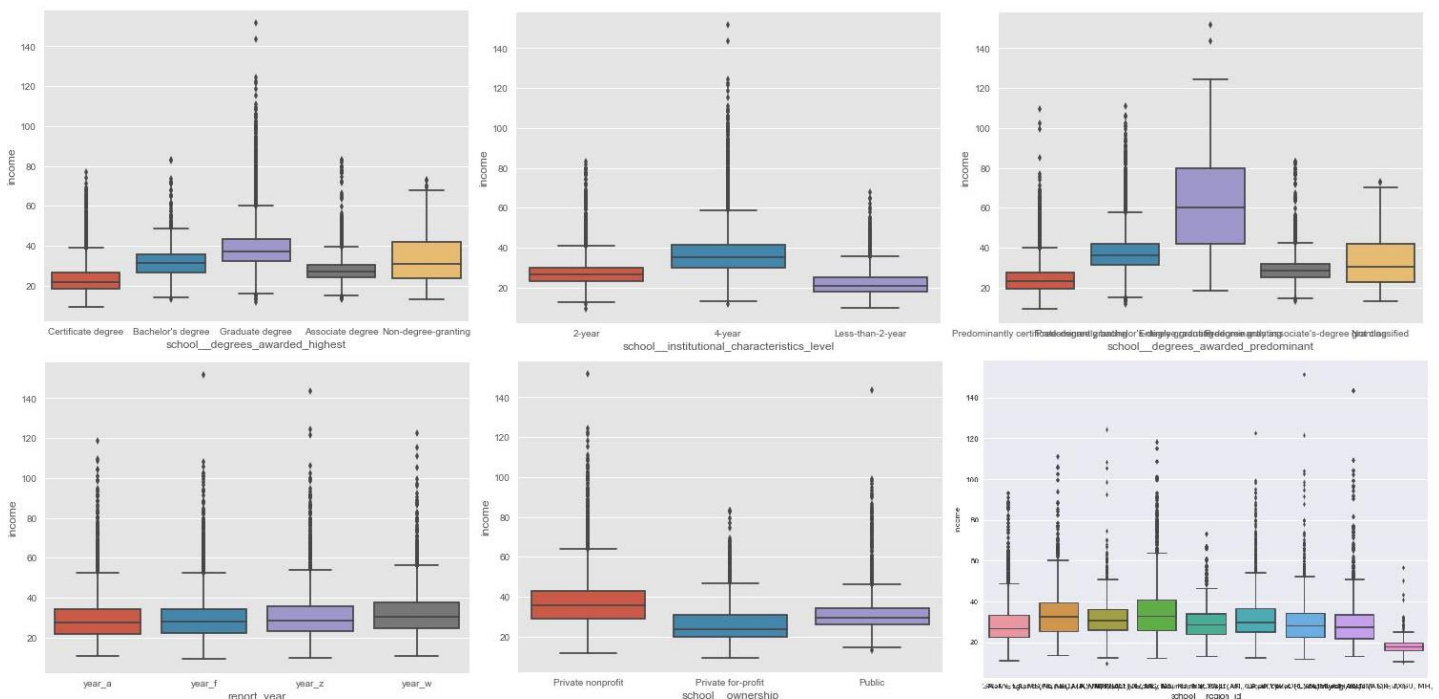 140
120
100
80
60
40
20
income
Certificate degree Bachelor's degree Graduate degree Associate degree Non-degree-granting
school__degrees_awarded_highest
140
120
100
80
60
40
20
income
2-year 4-year Less-than-2-year
school__institutional_characteristics_level
140
120
100
80
60
40
20
income
Predominantly classified
school__degrees_awarded_predominant
140
120
100
80
60
40
20
income
year_a year_f year_z year_w
report_year
140
120
100
80
60
40
20
income
Private nonprofit Private for-profit Public
school__ownership
140
120
100
80
60
40
20
income
MH,
school__region_id